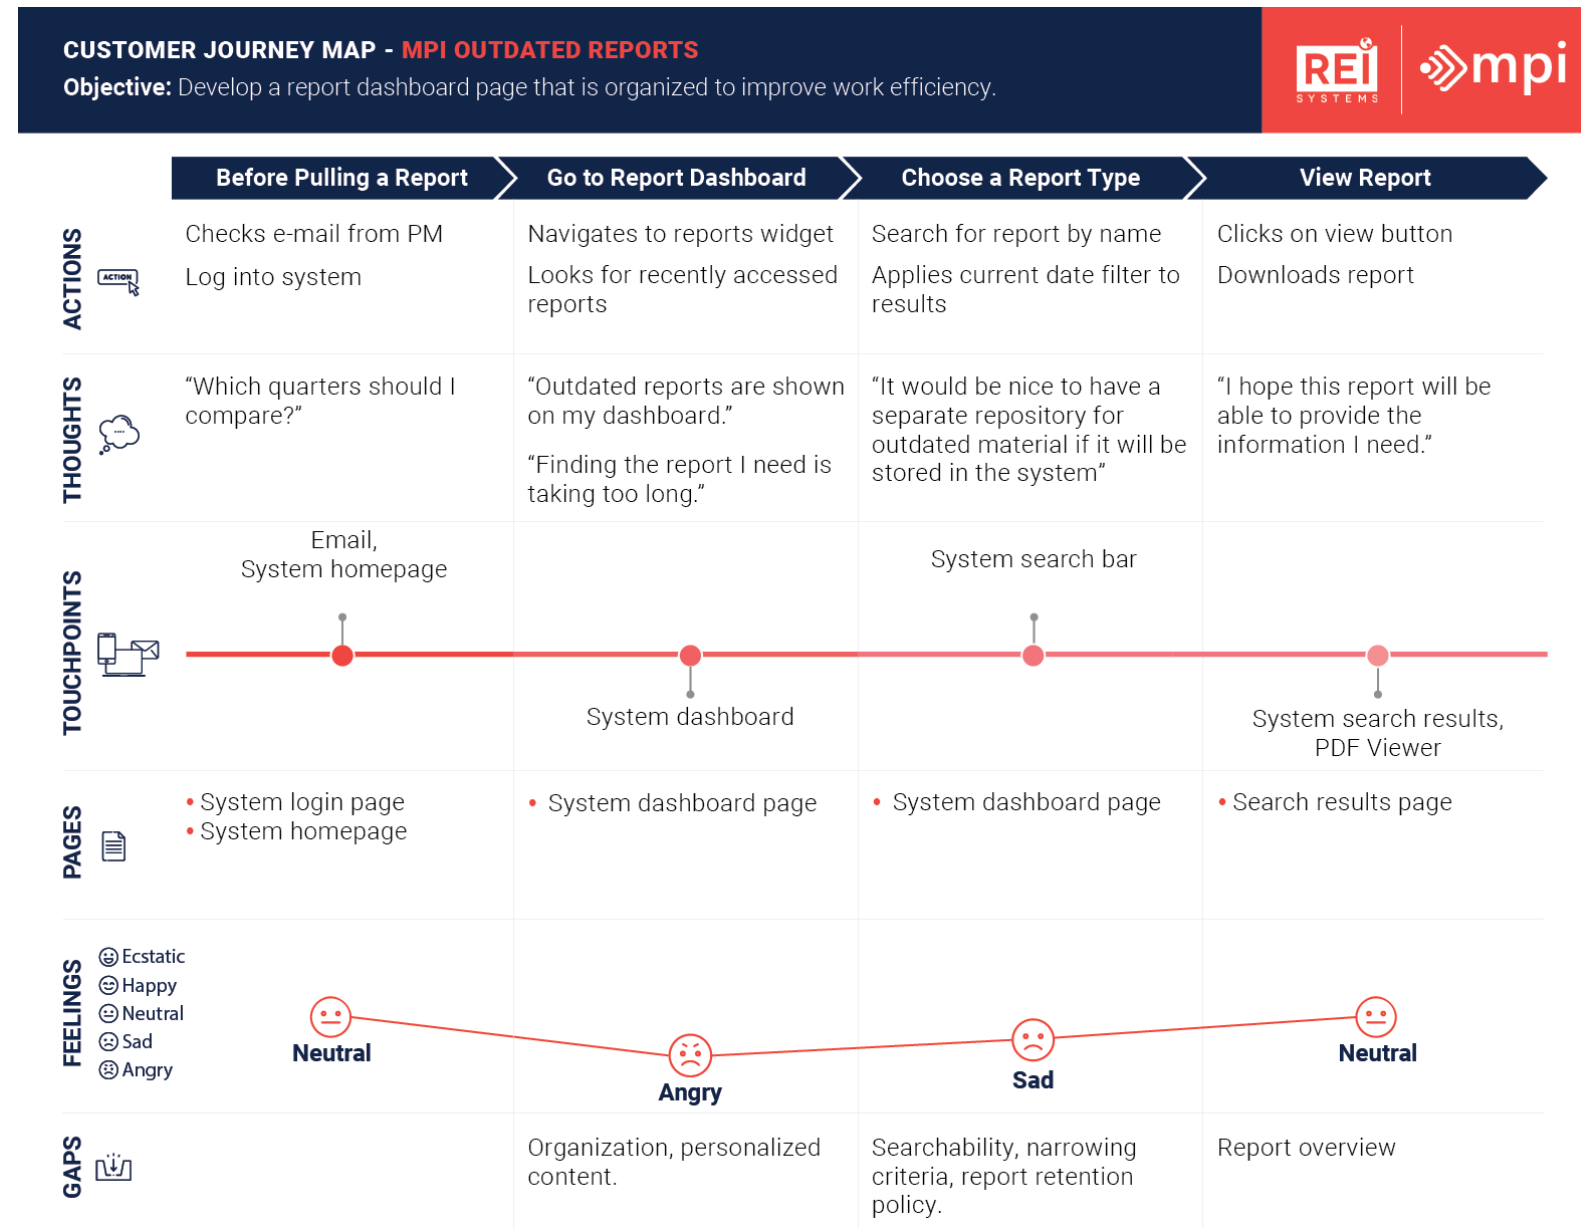 CUSTOMER JOURNEY MAP - MPI OUTDATED REPORTS
Objective: Develop a report dashboard page that is organized to improve work efficiency.
REI
SYSTEMS
mpi
Before Pulling a Report
Go to Report Dashboard
Choose a Report Type
View Report
ACTIONS
ACTION
Checks e-mail from PM
Log into system
Navigates to reports widget
Looks for recently accessed
reports
Search for report by name
Applies current date filter to
results
Clicks on view button
Downloads report
THOUGHTS
“Which quarters should I
compare?”
“Outdated reports are shown
on my dashboard.”
“Finding the report I need is
taking too long.”
“It would be nice to have a
separate repository for
outdated material if it will be
stored in the system”
“I hope this report will be
able to provide the
information I need.”
TOUCHPOINTS
Email,
System homepage
System dashboard
System search bar
System search results,
PDF Viewer
PAGES
• System login page
• System homepage
• System dashboard page
• System dashboard page
• Search results page
FEELINGS
Ecstatic
Happy
Neutral
Sad
Angry
Neutral
Angry
Sad
Neutral
GAPS
Organization, personalized
content.
Searchability, narrowing
criteria, report retention
policy.
Report overview